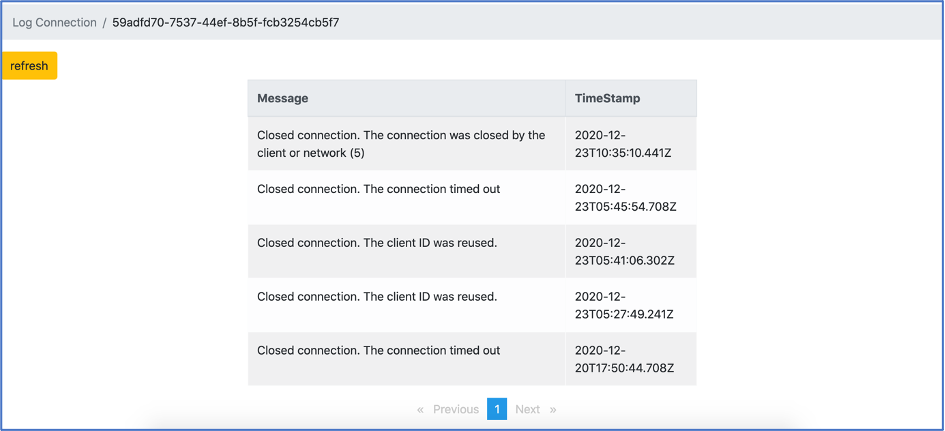 Log Connection / 59adfd70-7537-44ef-8b5f-fcb3254cb5f7
refresh
Message TimeStamp
Closed connection. The connection was closed by the
client or network (5)
2020-12-
23T10:35:10.441Z
Closed connection. The connection timed out
2020-12-
23T05:45:54.708Z
Closed connection. The client ID was reused.
2020-12-
23T05:41:06.302Z
Closed connection. The client ID was reused.
2020-12-
23T05:27:49.241Z
Closed connection. The connection timed out
2020-12-
20T17:50:44.708Z
« Previous 1 Next »